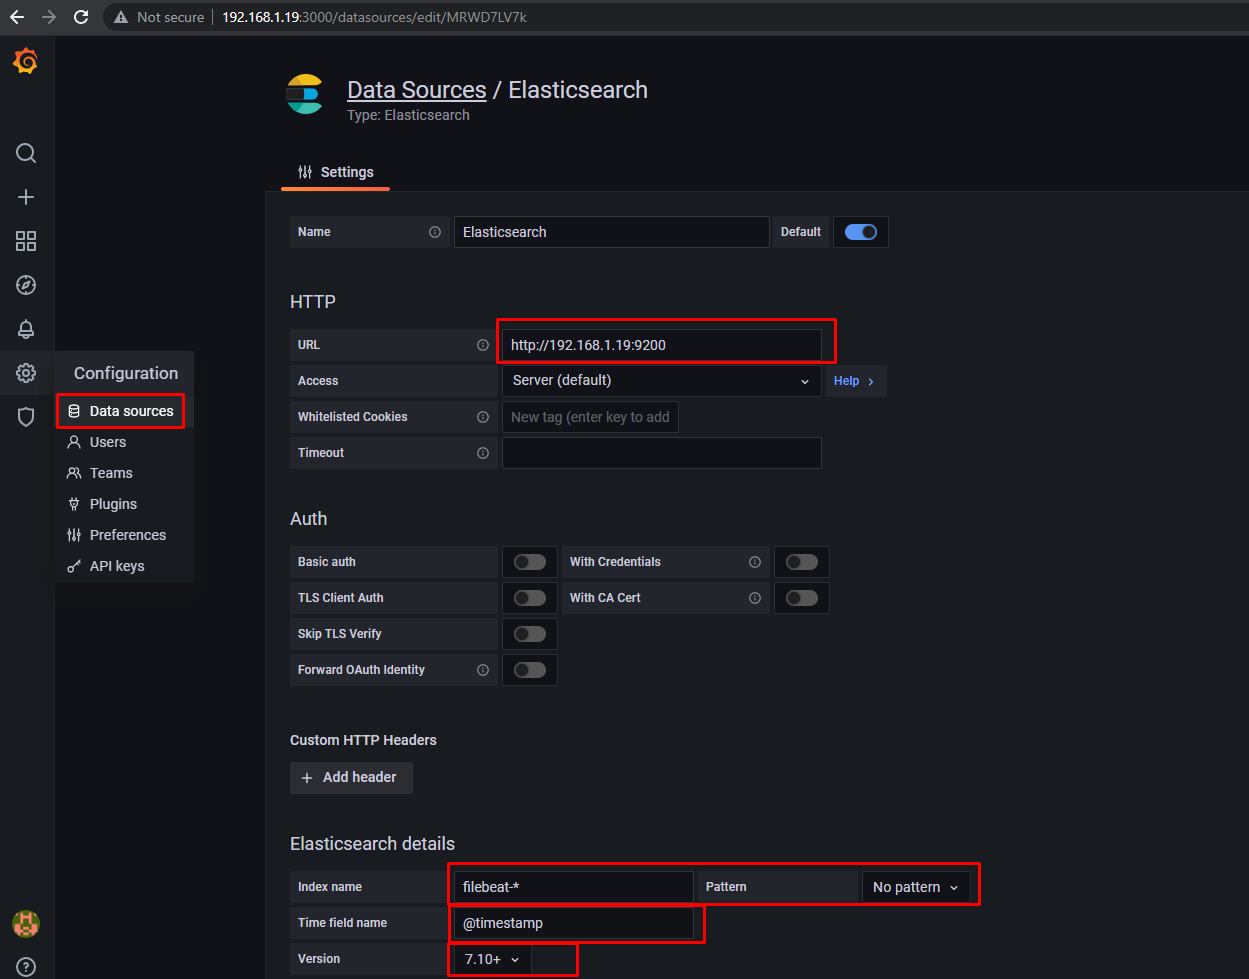 Not secure | 192.168.1.19:3000/datasources/edit/MRWD7LV7k
Data Sources / Elasticsearch
Type: Elasticsearch
Settings
Name Elasticsearch Default
HTTP
URL http://192.168.1.19:9200
Configuration
Access Server (default) Help >
Data sources
Whitelisted Cookies New tag (enter key to add
Users
Timeout
Teams
Plugins
Auth
Preferences
Basic auth With Credentials
API keys
TLS Client Auth With CA Cert
Skip TLS Verify
Forward OAuth Identity
Custom HTTP Headers
+ Add header
Elasticsearch details
Index name filebeat-* Pattern No pattern
Time field name @timestamp
Version 7.10+